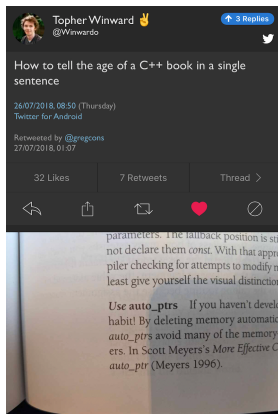 Topher Winward ✌️
@Winwardo
3 Replies
How to tell the age of a C++ book in a single
sentence
26/07/2018, 08:50 (Thursday)
Twitter for Android
Retweeted by @gregcons
27/07/2018, 01:07
32 Likes
7 Retweets
Thread
parameters. The fallback position is sti
not declare them const. With that appr
piler checking for attempts to modify n
least give yourself the visual distinction
Use auto_ptrs If you haven't develo
habit! By deleting memory automatic
auto_ptrs avoid many of the memory
ers. In Scott Meyers's More Effective C
auto_ptr (Meyers 1996).